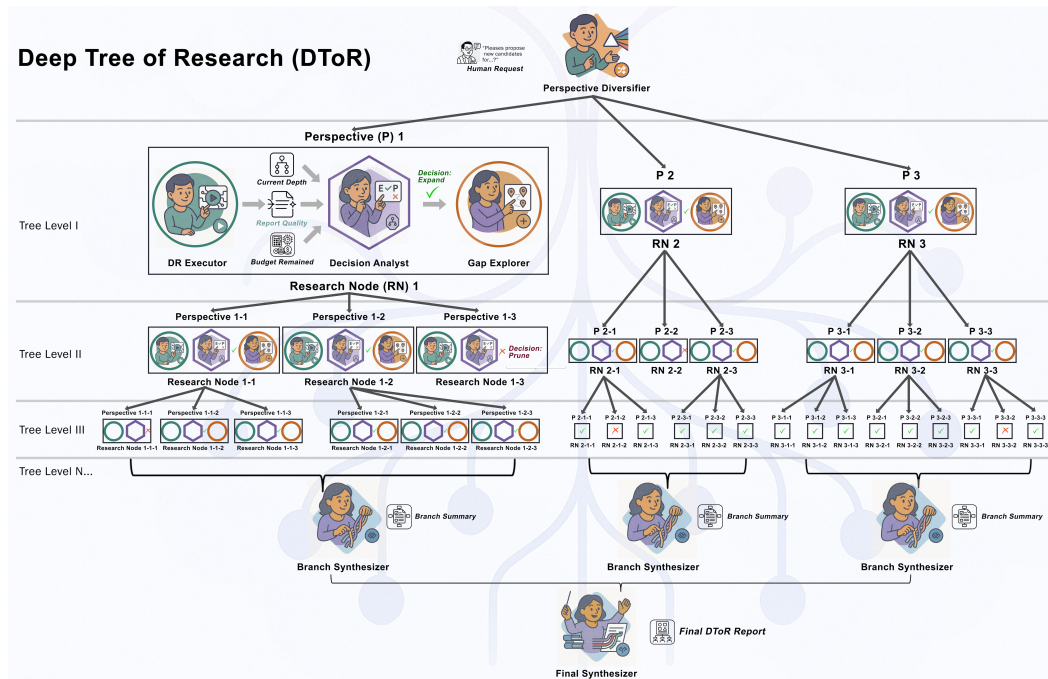 Deep Tree of Research (DToR)
"Pleases propose
new candidates
for...?"
Human Request
Perspective Diversifier
Perspective (P) 1
P 2
P 3
Tree Level I
Current Depth
Report Quality
Budget Remained
Decision:
Expand
E P
DR Executor
Decision Analyst
Gap Explorer
RN 2
RN 3
Research Node (RN) 1
Tree Level II
Perspective 1-1
Perspective 1-2
Perspective 1-3
P 2-1
P 2-2
P 2-3
P 3-1
P 3-2
P 3-3
Decision:
Prune
Research Node 1-1
Research Node 1-2
Research Node 1-3
RN 2-1
RN 2-2
RN 2-3
RN 3-1
RN 3-2
RN 3-3
Tree Level III
Perspective 1-1-1
Perspective 1-1-2
Perspective 1-1-3
Perspective 1-2-1
Perspective 1-2-2
Perspective 1-2-3
P 2-1-1
P 2-1-2
P 2-1-3
P 2-3-1
P 2-3-3
P 2-3-3
P 3-1-1
P 3-1-2
P 3-1-3
P 3-2-1
P 3-2-2
P 3-2-3
P 3-3-1
P 3-3-2
P 3-3-3
Research Node 1-1-1
Research Node 1-1-2
Research Node 1-1-3
Research Node 1-2-1
Research Node 1-2-2
Research Node 1-2-3
RN 2-1-1
RN 2-1-2
RN 2-1-3
RN 2-3-1
RN 2-3-2
RN 2-3-3
RN 3-1-1
RN 3-1-2
RN 3-1-3
RN 3-2-1
RN 3-2-2
RN 3-2-3
RN 3-3-1
RN 3-3-2
RN 3-3-3
Tree Level N...
Branch Summary
Branch Summary
Branch Summary
Branch Synthesizer
Branch Synthesizer
Branch Synthesizer
Final DToR Report
Final Synthesizer